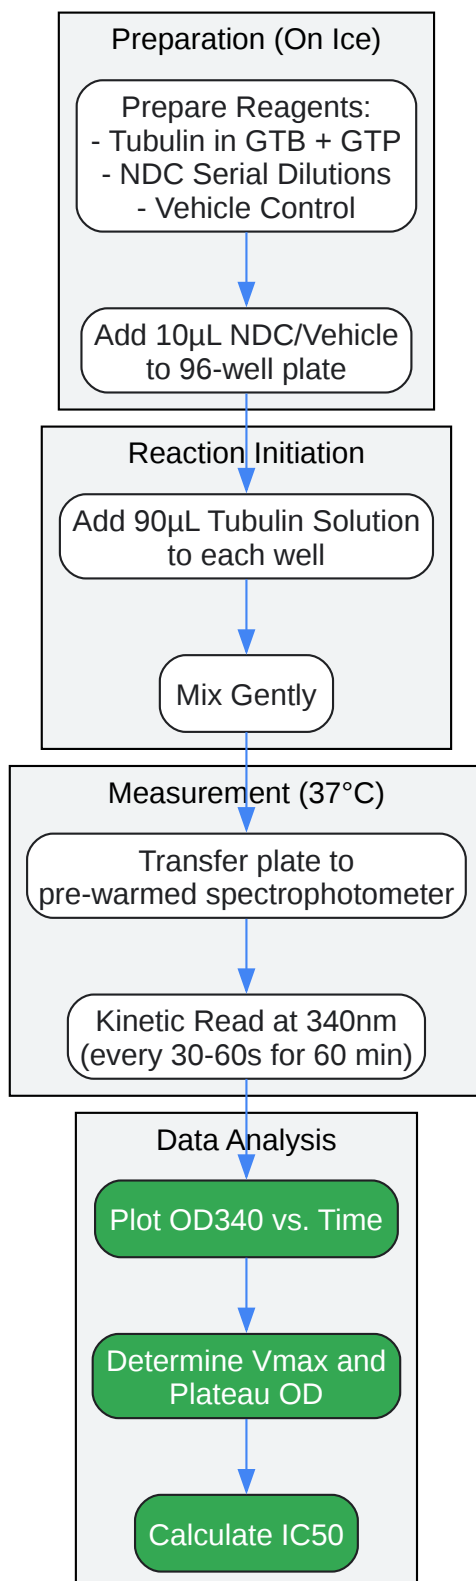 Preparation (On Ice)
Prepare Reagents:
- Tubulin in GTB + GTP
- NDC Serial Dilutions
- Vehicle Control
Add 10µL NDC/Vehicle
to 96-well plate
Reaction Initiation
Add 90µL Tubulin Solution
to each well
Mix Gently
Measurement (37°C)
Transfer plate to
pre-warmed spectrophotometer
Kinetic Read at 340nm
(every 30-60s for 60 min)
Data Analysis
Plot OD340 vs. Time
Determine Vmax and
Plateau OD
Calculate IC50